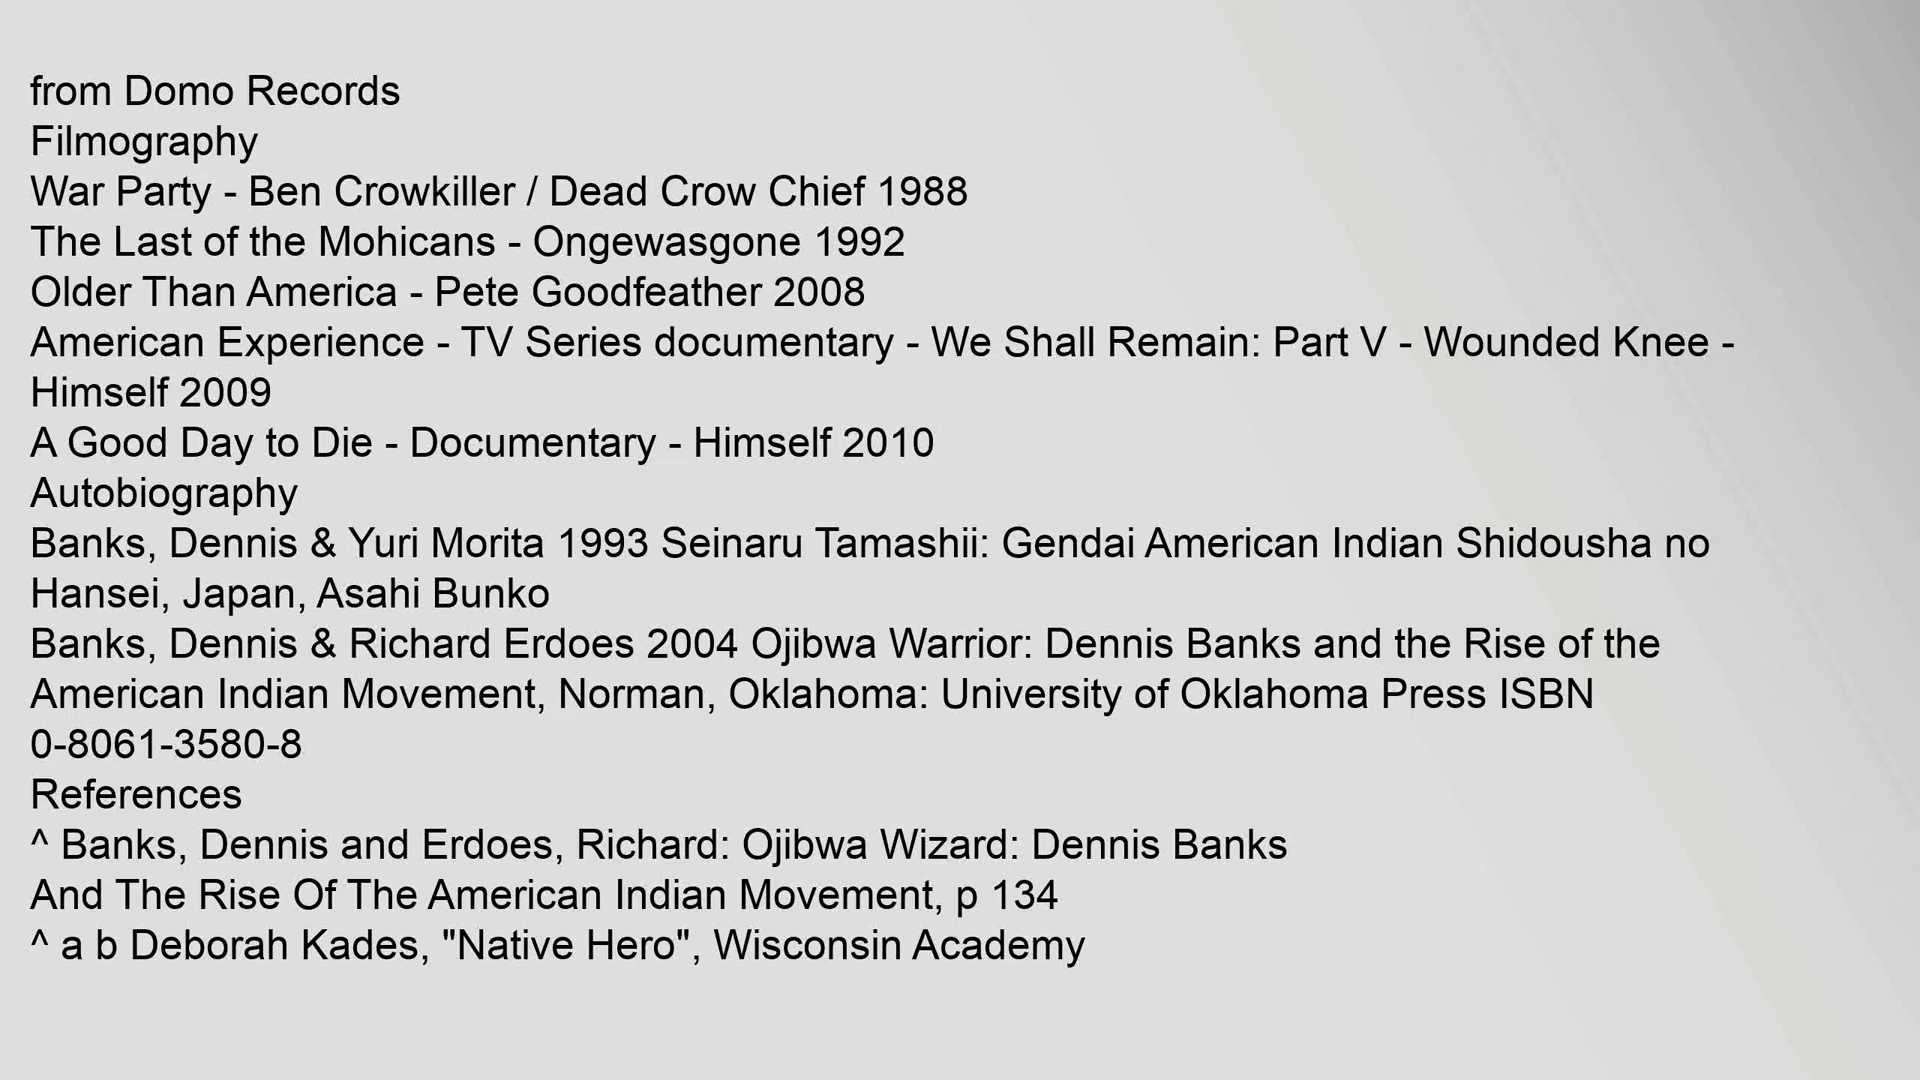 from Domo Records
Filmography
War Party - Ben Crowkiller / Dead Crow Chief 1988
The Last of the Mohicans - Ongewasgone 1992
Older Than America - Pete Goodfeather 2008
American Experience - TV Series documentary - We Shall Remain: Part V - Wounded Knee -
Himself 2009
A Good Day to Die - Documentary - Himself 2010
Autobiography
Banks, Dennis & Yuri Morita 1993 Seinaru Tamashii: Gendai American Indian Shidousha no
Hansei, Japan, Asahi Bunko
Banks, Dennis & Richard Erdoes 2004 Ojibwa Warrior: Dennis Banks and the Rise of the
American Indian Movement, Norman, Oklahoma: University of Oklahoma Press ISBN
0-8061-3580-8
References
^ Banks, Dennis and Erdoes, Richard: Ojibwa Wizard: Dennis Banks
And The Rise Of The American Indian Movement, p 134
^ a b Deborah Kades, "Native Hero", Wisconsin Academy